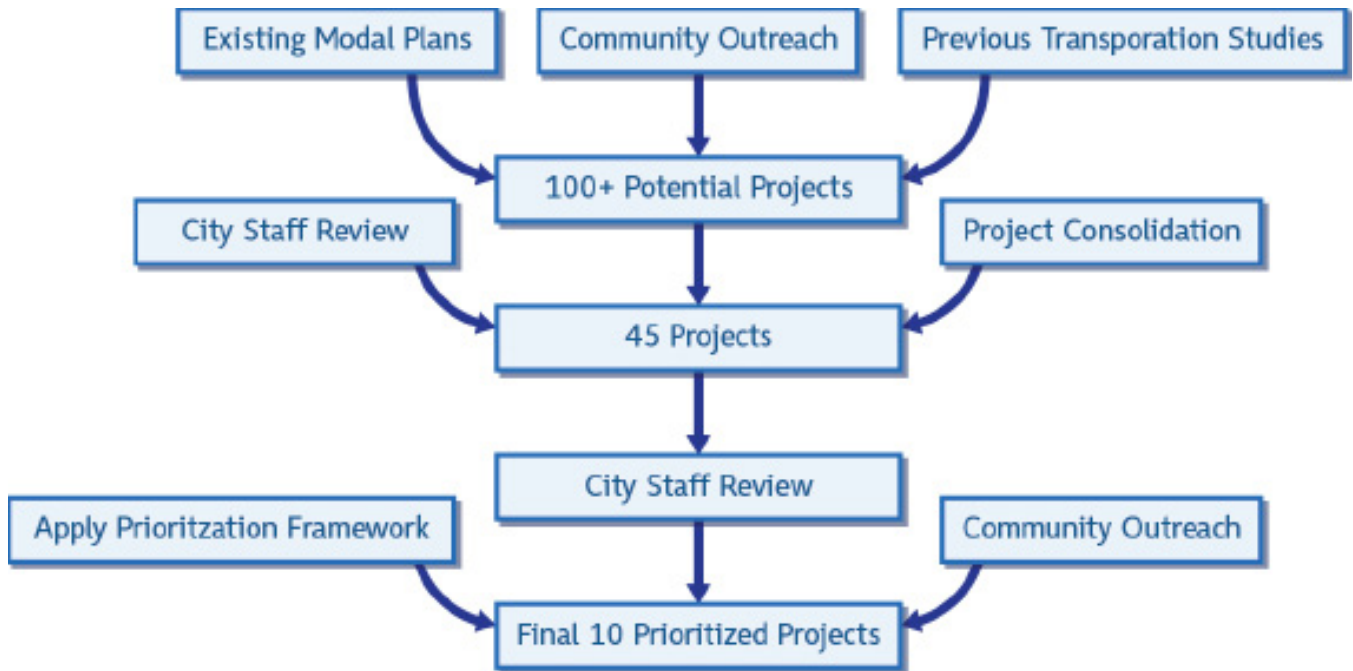 Existing Modal Plans
Community Outreach
Previous Transporation Studies
100+ Potential Projects
City Staff Review
Project Consolidation
45 Projects
City Staff Review
Apply Prioritzation Framework
Community Outreach
Final 10 Prioritized Projects